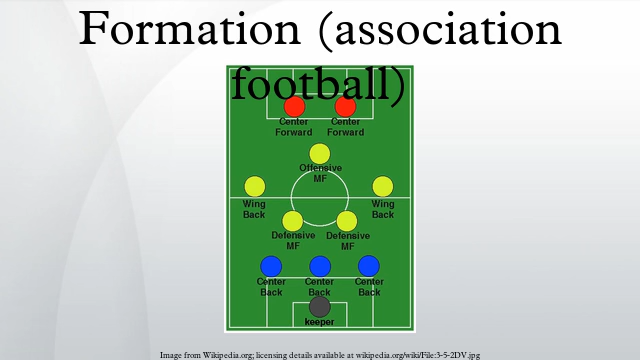 Formation (association
football)
Center Forward
Center Forward
Offensive MF
Wing Back
Wing Back
Defensive MF
Defensive MF
Center Back
Center Back
Center Back
keeper
Image from Wikipedia.org; licensing details available at wikipedia.org/wiki/File:3-5-2DV.jpg